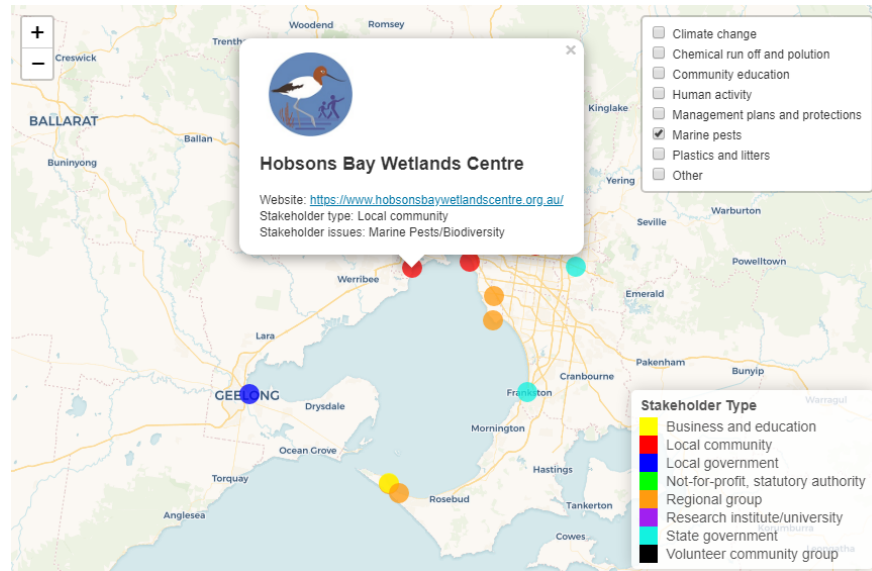 +
−
Woodend
Romsey
Trenth
Creswick
BALLARAT
Ballan
Buninyong
Kinglake
Yering
Seville
Warburton
Powelltown
Emerald
Werribee
Lara
GEELONG
Drysdale
Ocean Grove
Torquay
Anglesea
Rosebud
Mornington
Frankston
Cranbourne
Pakenham
Bunyip
Warragul
Hastings
Tankerton
Cowes
Korumburra
×
Hobsons Bay Wetlands Centre
Website: https://www.hobsonsbaywetlandscentre.org.au/
Stakeholder type: Local community
Stakeholder issues: Marine Pests/Biodiversity
Climate change
Chemical run off and polution
Community education
Human activity
Management plans and protections
Marine pests
Plastics and litters
Other
Stakeholder Type
Business and education
Local community
Local government
Not-for-profit, statutory authority
Regional group
Research institute/university
State government
Volunteer community group